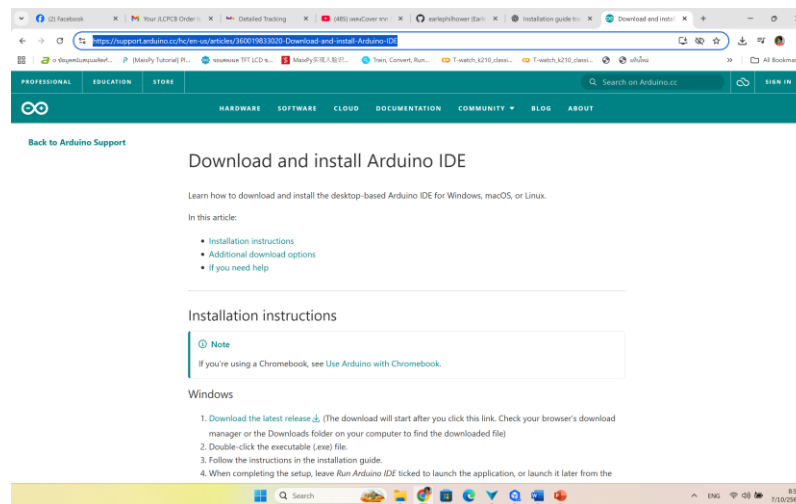 (2) Facebook
Your JLCPCB Order
Detailed Tracking
earlephilhower (Earle
Installation guide
Download and instal
https://support.arduino.cc/hc/en-us/articles/360019833020-Download-and-install-Arduino-IDE
(MaixPy Tutorial) Pl...
Train, Convert, Run...
T-watch_k210_classi...
T-watch_k210_classi...
All Bookmar
PROFESSIONAL EDUCATION STORE
Search on Arduino.cc
SIGN IN
HARDWARE SOFTWARE CLOUD DOCUMENTATION COMMUNITY BLOG ABOUT
Back to Arduino Support
Download and install Arduino IDE
Learn how to download and install the desktop-based Arduino IDE for Windows, macOS, or Linux.
In this article:
• Installation instructions
• Additional download options
• If you need help
Installation instructions
Note
If you're using a Chromebook, see Use Arduino with Chromebook.
Windows
1. Download the latest release (The download will start after you click this link. Check your browser's download
manager or the Downloads folder on your computer to find the downloaded file)
2. Double-click the executable (.exe) file.
3. Follow the instructions in the installation guide.
4. When completing the setup, leave Run Arduino IDE ticked to launch the application, or launch it later from the
Search
ENG